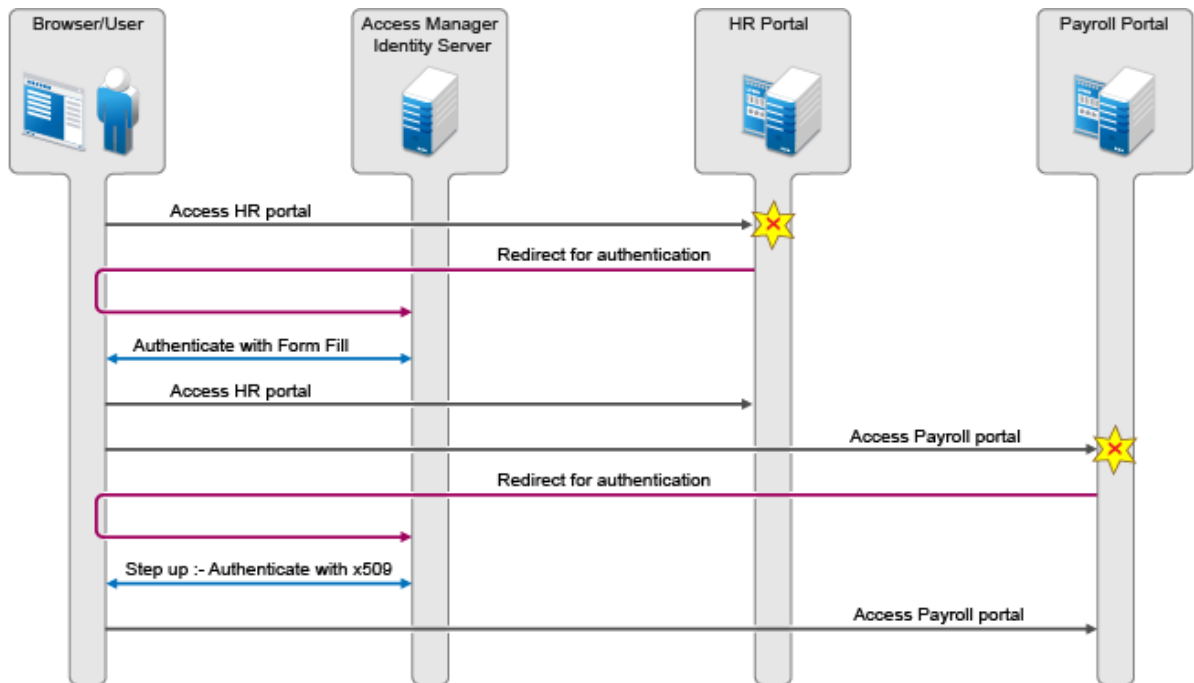 Browser/User
Access Manager
Identity Server
HR Portal
Payroll Portal
Access HR portal
Redirect for authentication
Authenticate with Form Fill
Access HR portal
Access Payroll portal
Redirect for authentication
Step up :- Authenticate with x509
Access Payroll portal